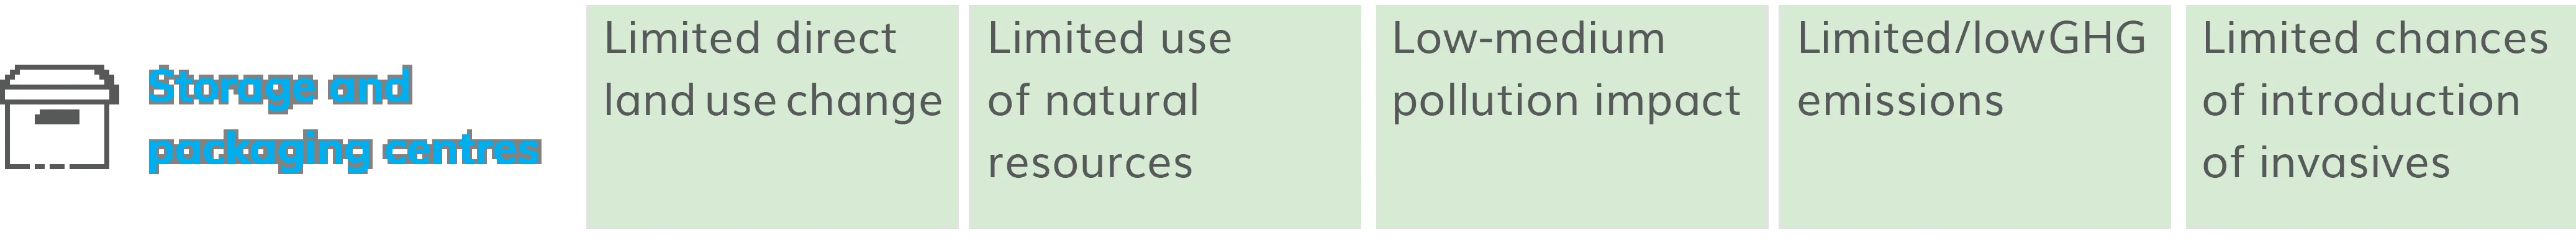 Storage and
packaging centres
Limited direct
land use change
Limited use
of natural
resources
Low-medium
pollution impact
Limited/lowGHG
emissions
Limited chances
of introduction
of invasives